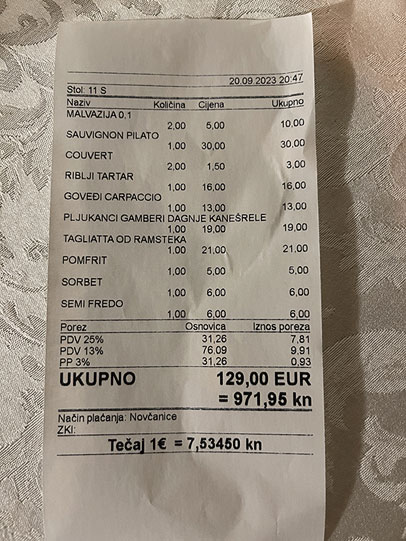 20.09.2023 20:47
Stol: 11 S
Naziv Količina Cijena Ukupno
MALVAZIJA 0,1
2,00 5,00 10,00
SAUVIGNON PILATO
1,00 30,00 30,00
COUVERT
2,00 1,50 3,00
RIBLJI TARTAR
1,00 16,00 16,00
GOVEĐI CARPACCIO
1,00 13,00 13,00
PLJUKANCI GAMBERI DAGNJE KANEŠRELE
1,00 19,00 19,00
TAGLIATTA OD RAMSTEKA
1,00 21,00 21,00
POMFRIT
1,00 5,00 5,00
SORBET
1,00 6,00 6,00
SEMI FREDO
1,00 6,00 6,00
Porez Osnovica Iznos poreza
PDV 25% 31,26 7,81
PDV 13% 76,09 9,91
PP 3% 31,26 0,93
UKUPNO 129,00 EUR
= 971,95 kn
Način plaćanja: Novčanice
ZKI:
Tečaj 1€ = 7,53450 kn